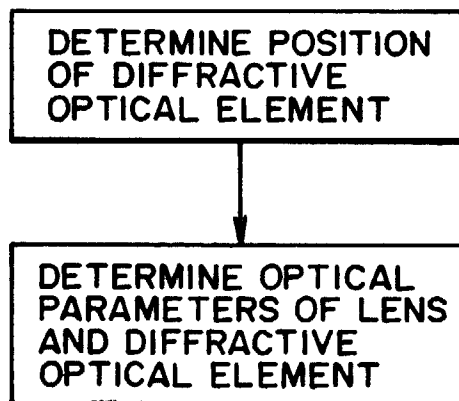 DETERMINE POSITION
OF DIFFRACTIVE
OPTICAL ELEMENT
DETERMINE OPTICAL
PARAMETERS OF LENS
AND DIFFRACTIVE
OPTICAL ELEMENT